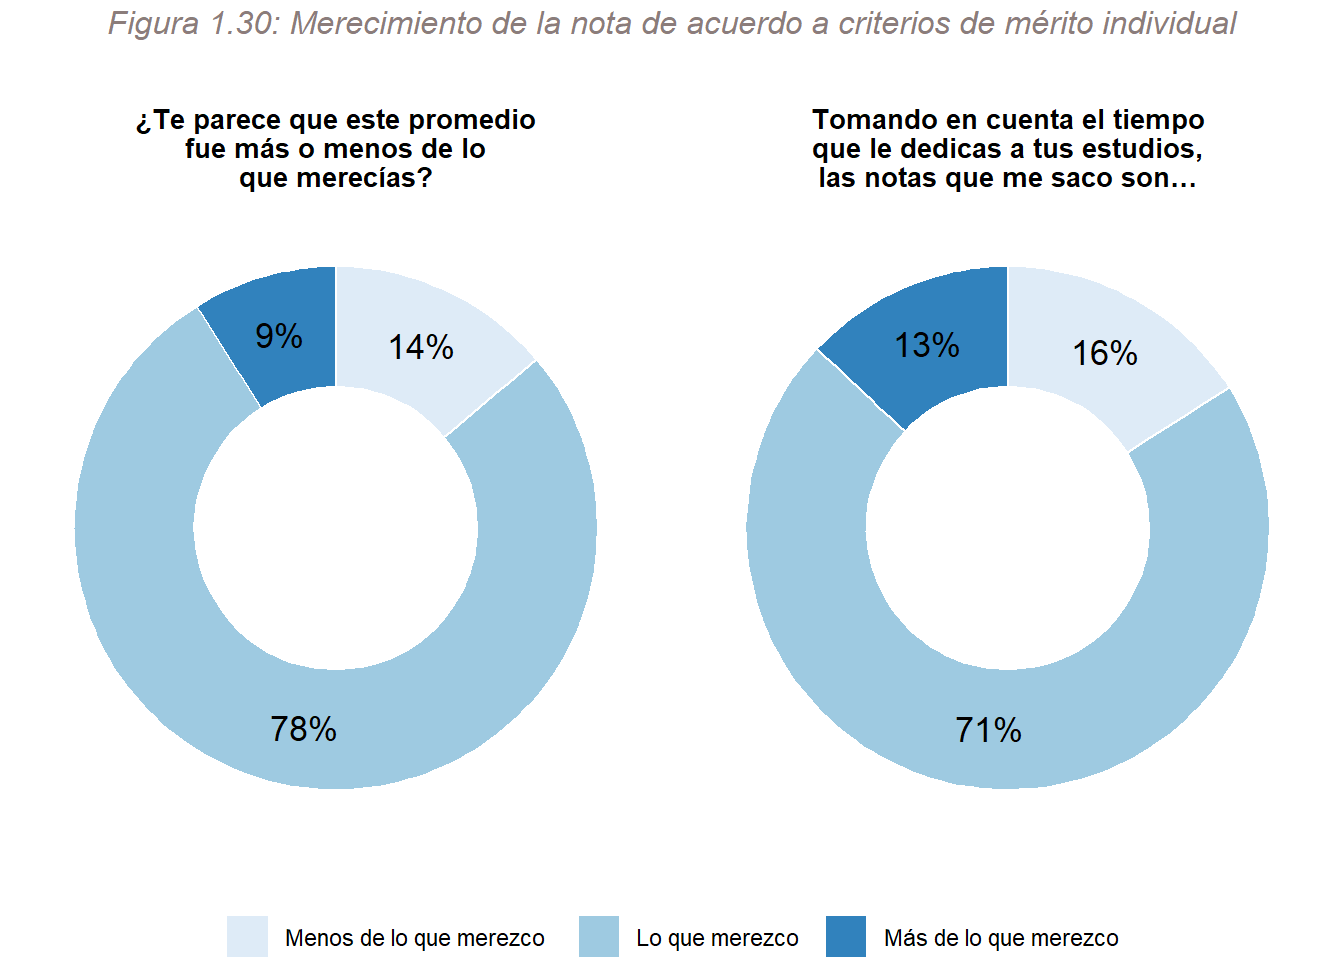 Figura 1.30: Merecimiento de la nota de acuerdo a criterios de mérito individual
¿Te parece que este promedio
fue más o menos de lo
que merecías?
9%
14%
78%
Tomando en cuenta el tiempo
que le dedicas a tus estudios,
las notas que me saco son…
13%
16%
71%
Menos de lo que merezco
Lo que merezco
Más de lo que merezco